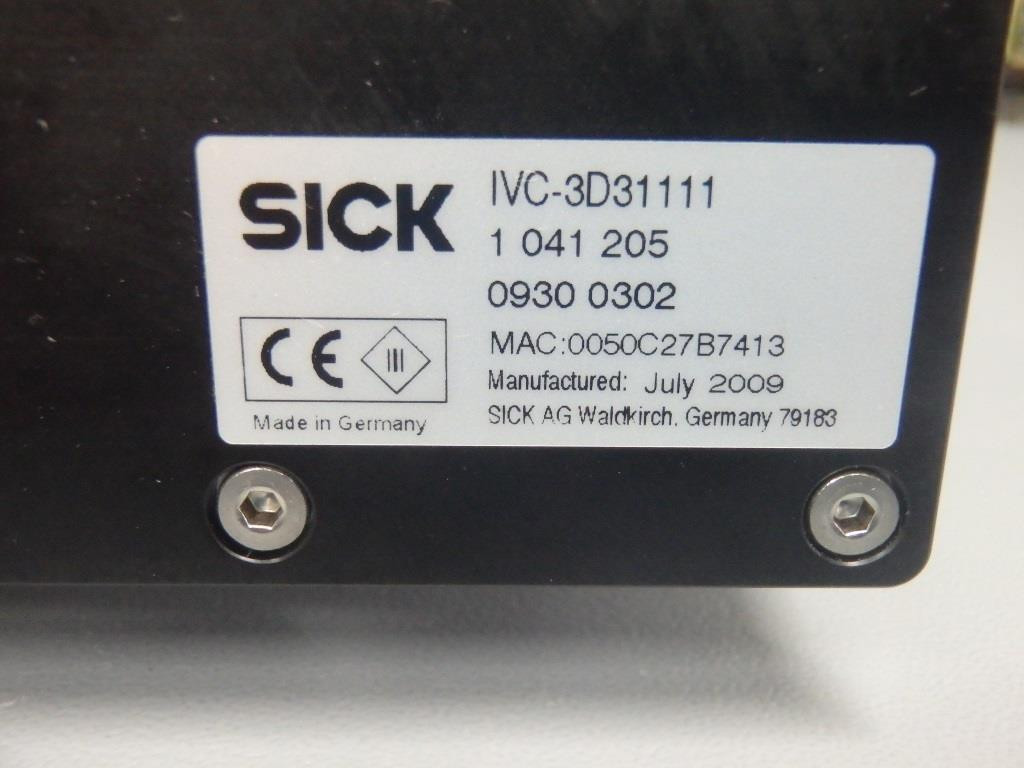 SICK
IVC-3D31111
1 041 205
0930 0302
MAC:0050C27B7413
Manufactured: July 2009
SICK AG Waldkirch, Germany 79183
CE
III
Made in Germany